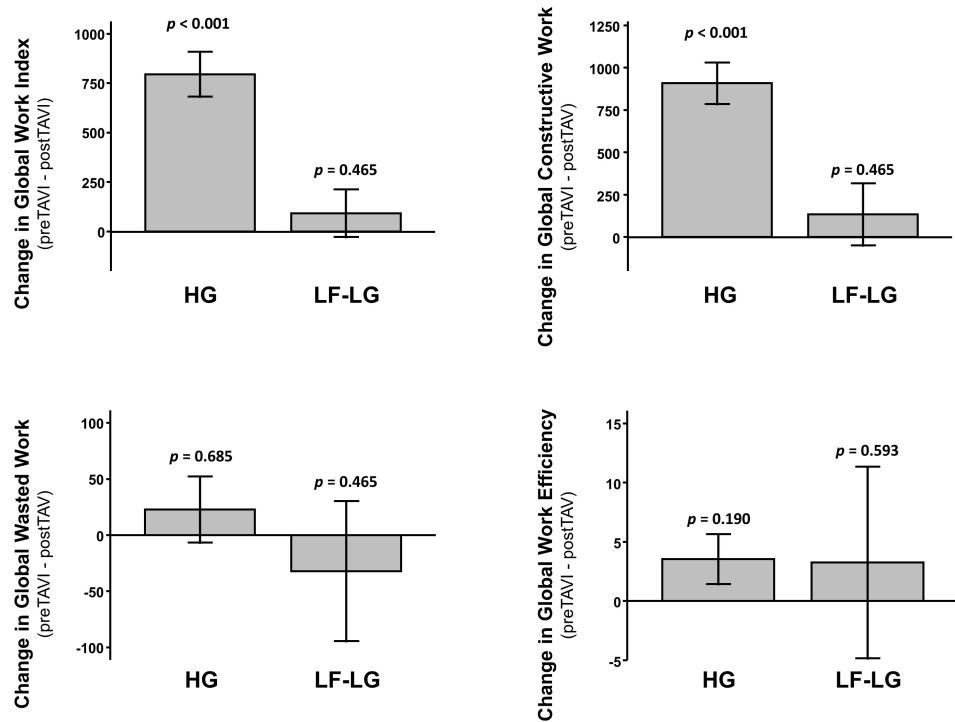 Change in Global Work Index
(preTAVI - postTAVI)
1000
750
500
250
0
p < 0.001
p = 0.465
HG
LF-LG
Change in Global Constructive Work
(preTAVI - postTAV)
1250
1000
750
500
250
0
p < 0.001
p = 0.465
HG
LF-LG
Change in Global Wasted Work
(preTAVI - postTAV)
100
50
0
-50
-100
p = 0.685
p = 0.465
HG
LF-LG
Change in Global Work Efficiency
(preTAVI - postTAV)
15
10
5
0
-5
p = 0.190
p = 0.593
HG
LF-LG